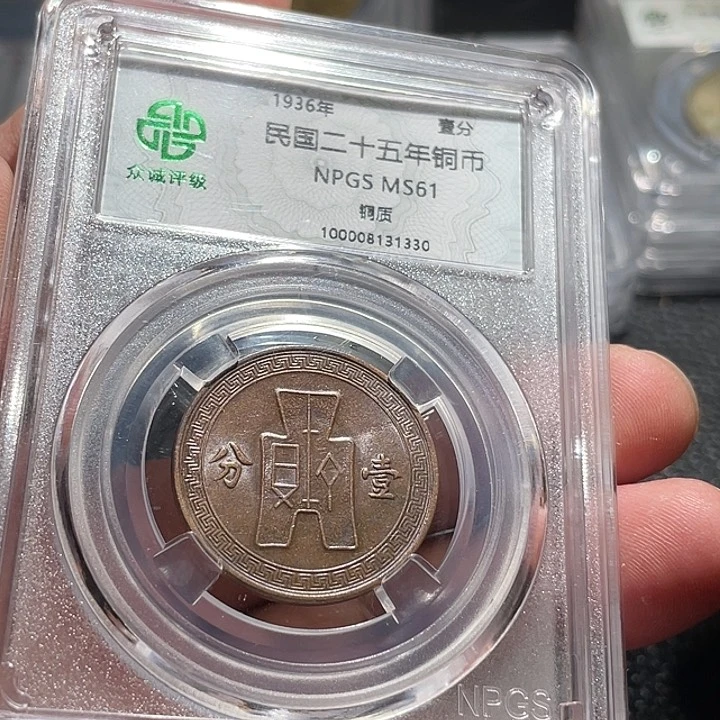 1936年 壹分
民国二十五年铜币
NPGS MS61
铜质
100008131330
众诚评级
分 壹
NPGS